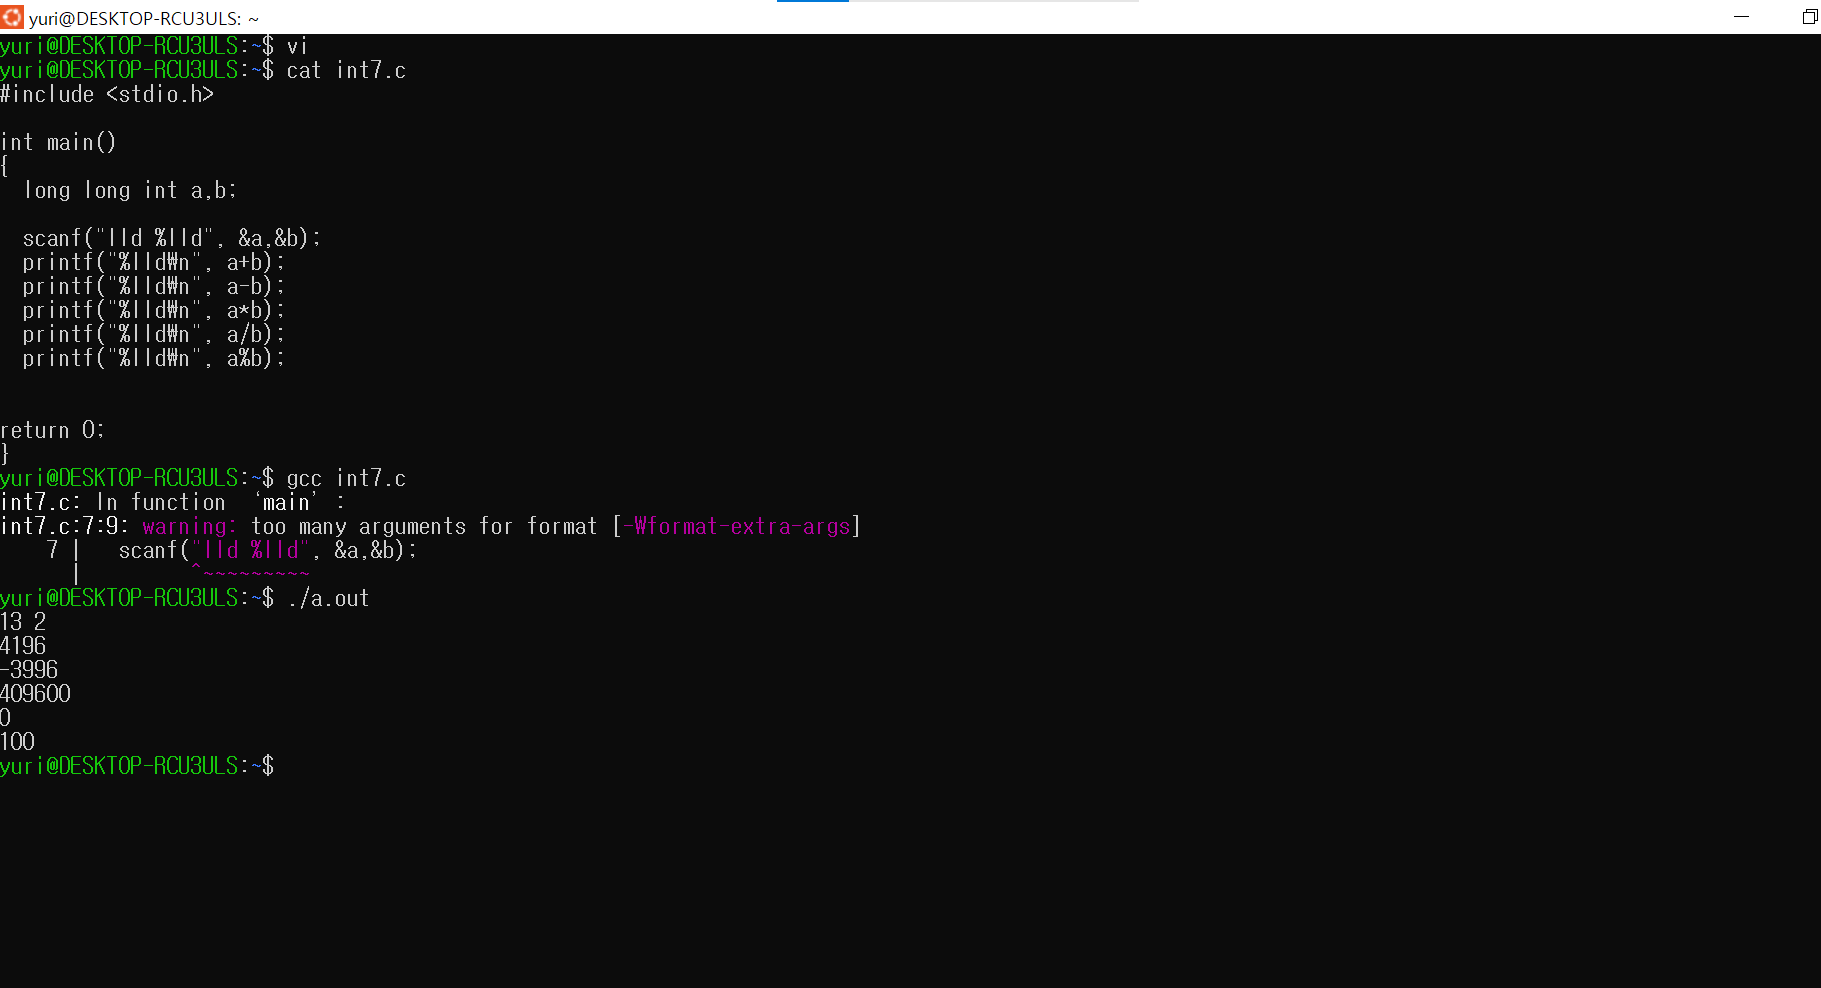 yuri@DESKTOP-RCU3ULS: ~
yuri@DESKTOP-RCU3ULS:~$ vi
yuri@DESKTOP-RCU3ULS:~$ cat int7.c
#include <stdio.h>
int main()
{
  long long int a,b;
  scanf("lld %lld", &a,&b);
  printf("%lld₩n", a+b);
  printf("%lld₩n", a-b);
  printf("%lld₩n", a*b);
  printf("%lld₩n", a/b);
  printf("%lld₩n", a%b);
return 0;
}
yuri@DESKTOP-RCU3ULS:~$ gcc int7.c
int7.c: In function ‘main’:
int7.c:7:9: warning: too many arguments for format [-Wformat-extra-args]
    7 |   scanf("lld %lld", &a,&b);
      |         ^~~~~~~~~~
yuri@DESKTOP-RCU3ULS:~$ ./a.out
13 2
4196
-3996
409600
0
100
yuri@DESKTOP-RCU3ULS:~$